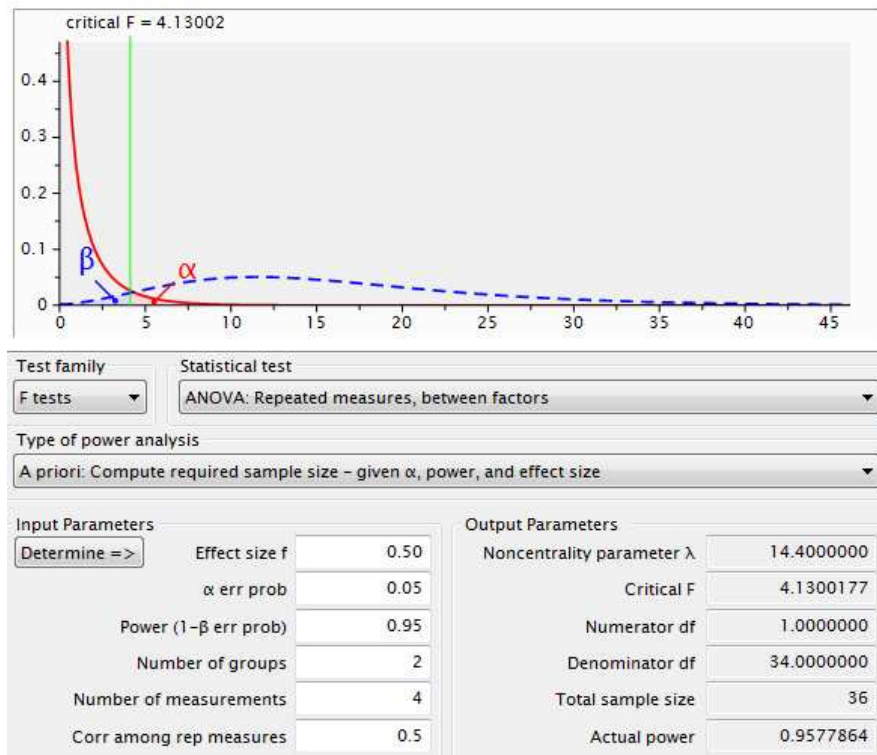 critical F = 4.13002
0.4
0.3
0.2
0.1
0
β
α
0 5 10 15 20 25 30 35 40 45
Test family
Statistical test
F tests
ANOVA: Repeated measures, between factors
Type of power analysis
A priori: Compute required sample size – given α, power, and effect size
Input Parameters
Output Parameters
Determine => Effect size f 0.50
Noncentrality parameter λ 14.4000000
α err prob 0.05
Critical F 4.1300177
Power (1–β err prob) 0.95
Numerator df 1.0000000
Number of groups 2
Denominator df 34.0000000
Number of measurements 4
Total sample size 36
Corr among rep measures 0.5
Actual power 0.9577864